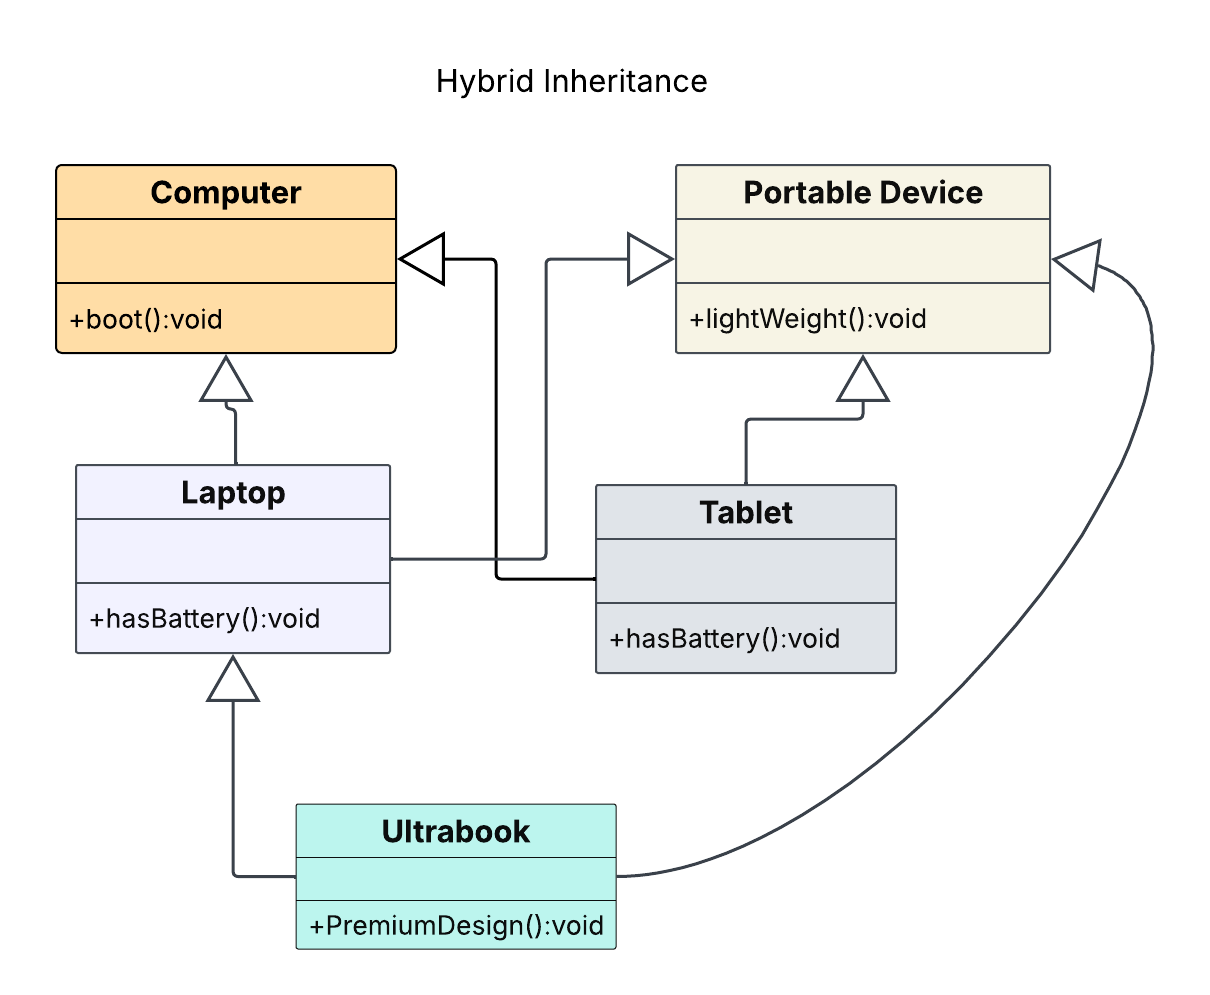 Hybrid Inheritance
Computer
+boot():void
Portable Device
+lightWeight():void
Laptop
+hasBattery():void
Tablet
+hasBattery():void
Ultrabook
+PremiumDesign():void